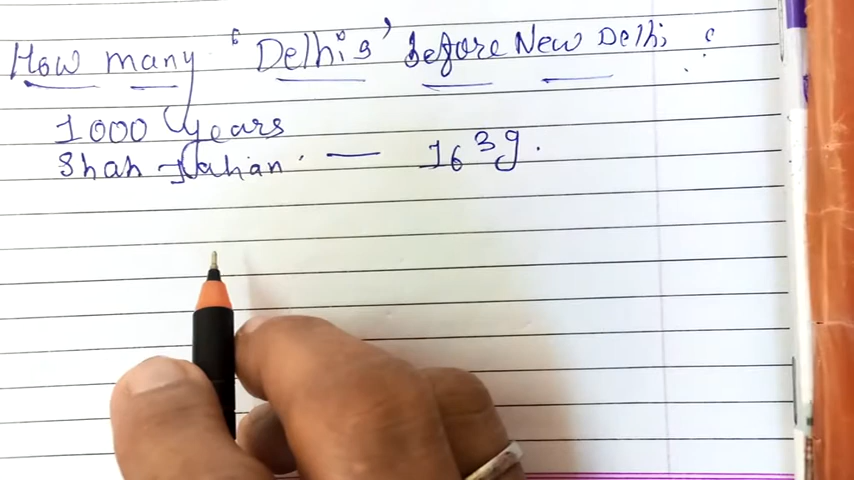 How many 'Delhis' before New Delhi ?
1000 years
Shah Jahan — 1639.